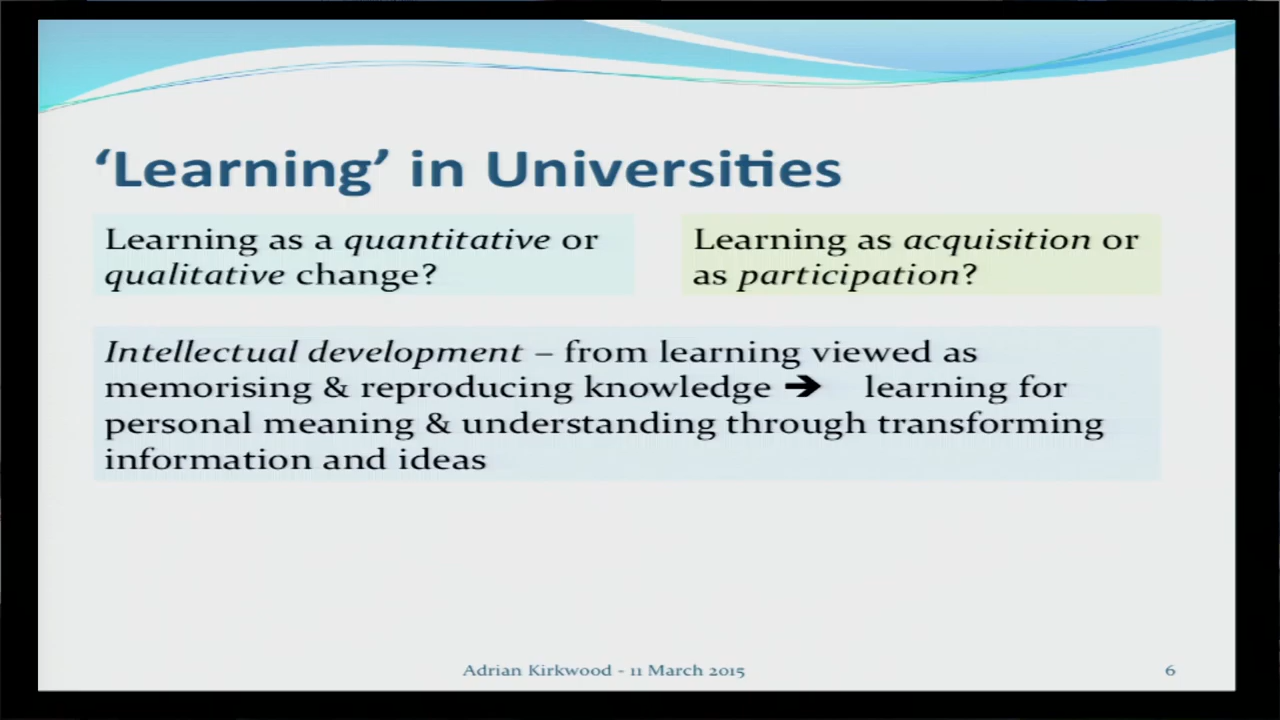 ‘Learning’ in Universities
Learning as a quantitative or
qualitative change?
Learning as acquisition or
as participation?
Intellectual development – from learning viewed as
memorising & reproducing knowledge ➔ learning for
personal meaning & understanding through transforming
information and ideas
Adrian Kirkwood - 11 March 2015
6